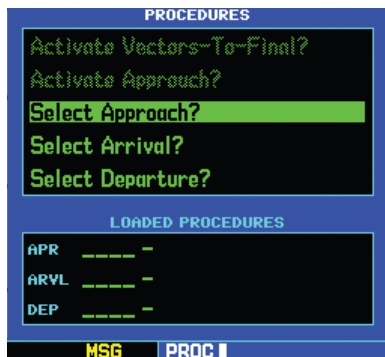 PROCEDURES
Activate Vectors-To-Final?
Activate Approach?
Select Approach?
Select Arrival?
Select Departure?
LOADED PROCEDURES
APR ____ -
ARVL ____ -
DEP ____ -
MSG PROC